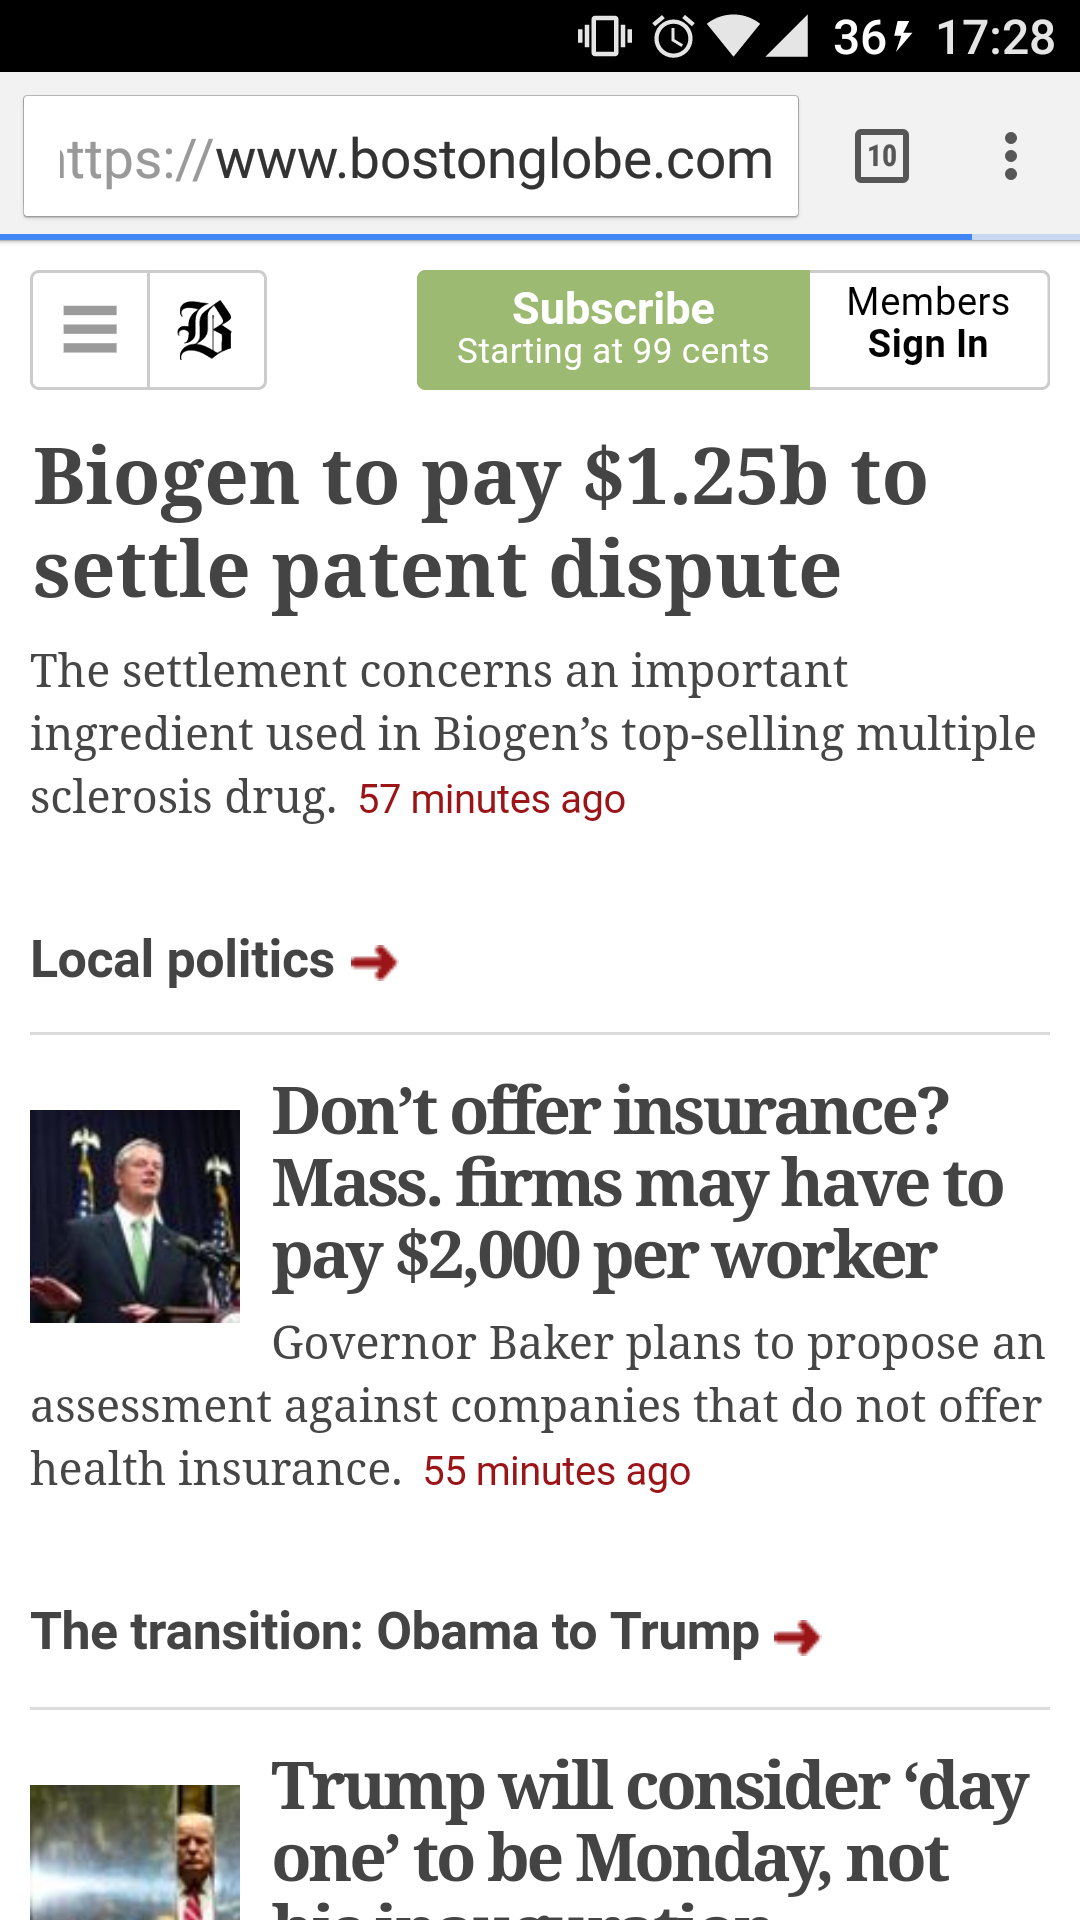 36 17:28
ttps://www.bostonglobe.com
10
B
Subscribe
Starting at 99 cents
Members
Sign In
Biogen to pay $1.25b to
settle patent dispute
The settlement concerns an important
ingredient used in Biogen’s top-selling multiple
sclerosis drug. 57 minutes ago
Local politics
Don’t offer insurance?
Mass. firms may have to
pay $2,000 per worker
Governor Baker plans to propose an
assessment against companies that do not offer
health insurance. 55 minutes ago
The transition: Obama to Trump
Trump will consider ‘day
one’ to be Monday, not
his inauguration